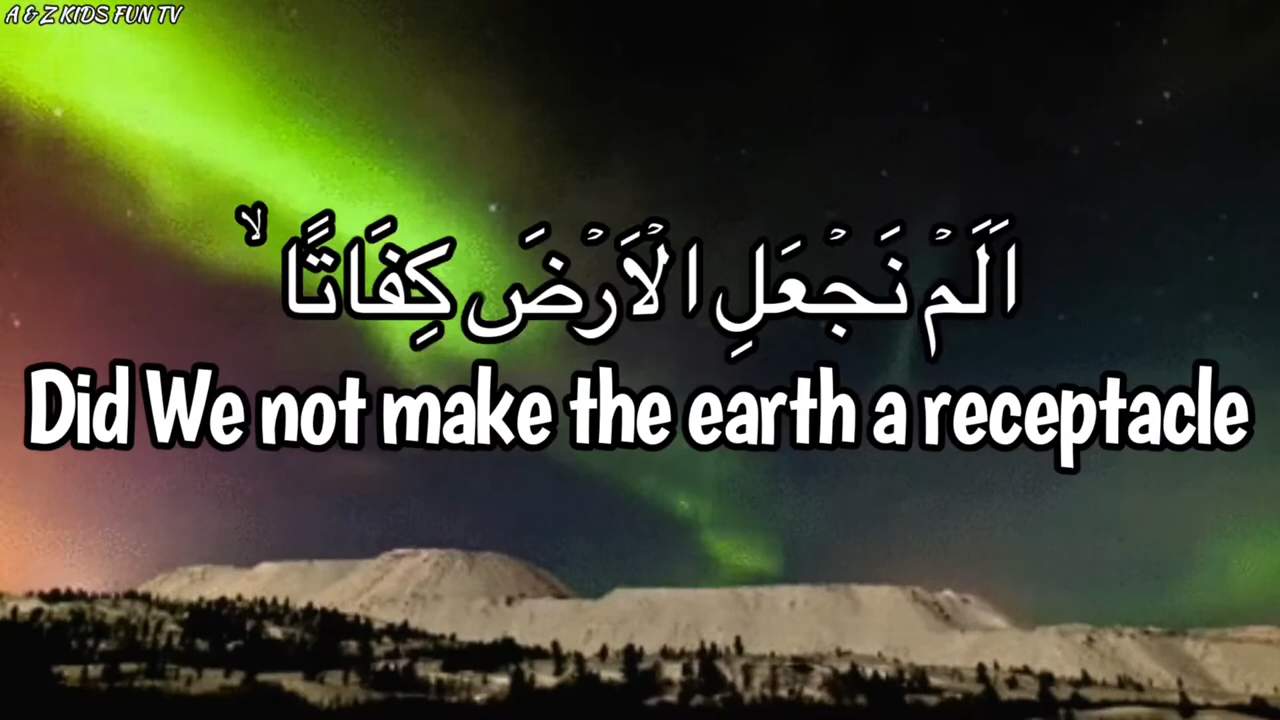 A & Z KIDS FUN TV
اَلَمۡ نَجۡعَلِ الۡاَرۡضَ كِفَاتًا ۙ
Did We not make the earth a receptacle